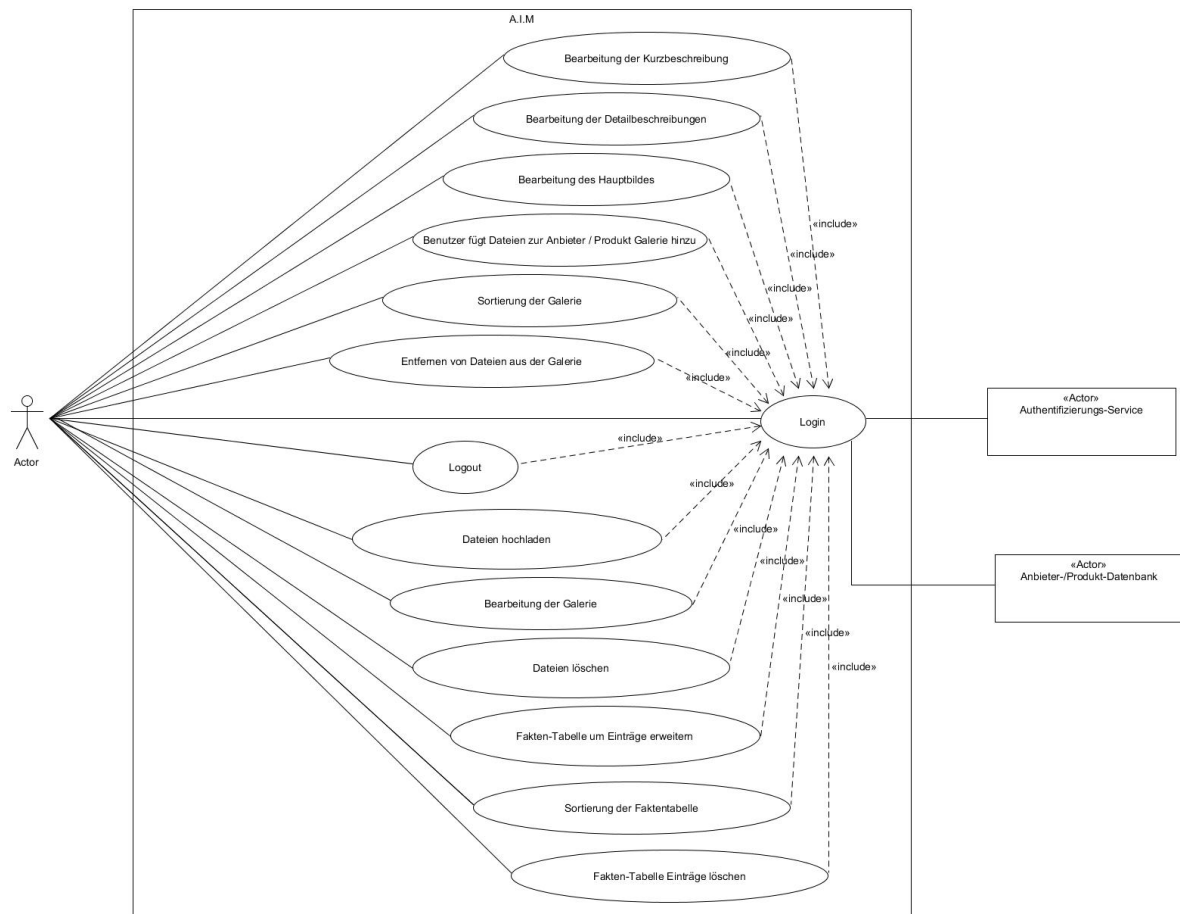 A.I.M
Bearbeitung der Kurzbeschreibung
Bearbeitung der Detailbeschreibungen
Bearbeitung des Hauptbildes
«include»
Benutzer fügt Dateien zur Anbieter / Produkt Galerie hinzu
«include»
«include»
«include»
Sortierung der Galerie
«include»
Entfernen von Dateien aus der Galerie
«include»
«Actor»
Authentifizierungs-Service
Login
«include»
Actor
Logout
«include»
«include»
Dateien hochladen
«include»
«Actor»
Anbieter-/Produkt-Datenbank
«include»
Bearbeitung der Galerie
«include»
«include»
Dateien löschen
Fakten-Tabelle um Einträge erweitern
Sortierung der Faktentabelle
Fakten-Tabelle Einträge löschen